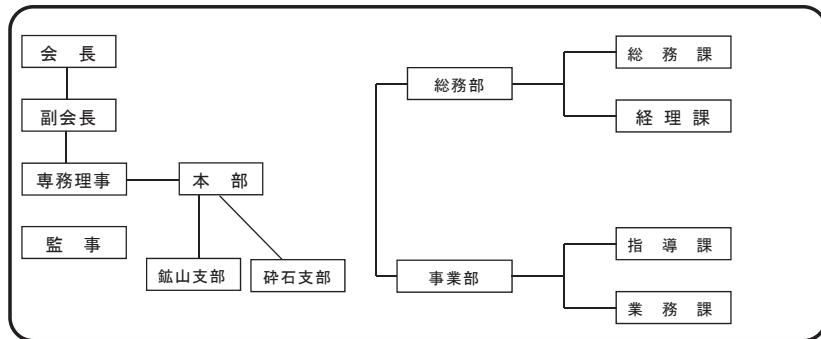 会　長
副会長
専務理事
本　部
監　事
鉱山支部
砕石支部
総務部
総　務　課
経 理 課
事業部
指　導　課
業　務　課